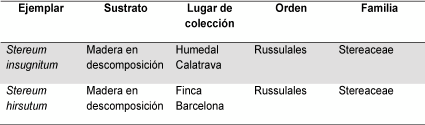 Ejemplar Sustrato Lugar de colección Orden Familia
Stereum insugnitum Madera en descomposición Humedal Calatrava Russulales Stereaceae
Stereum hirsutum Madera en descomposición Finca Barcelona Russulales Stereaceae